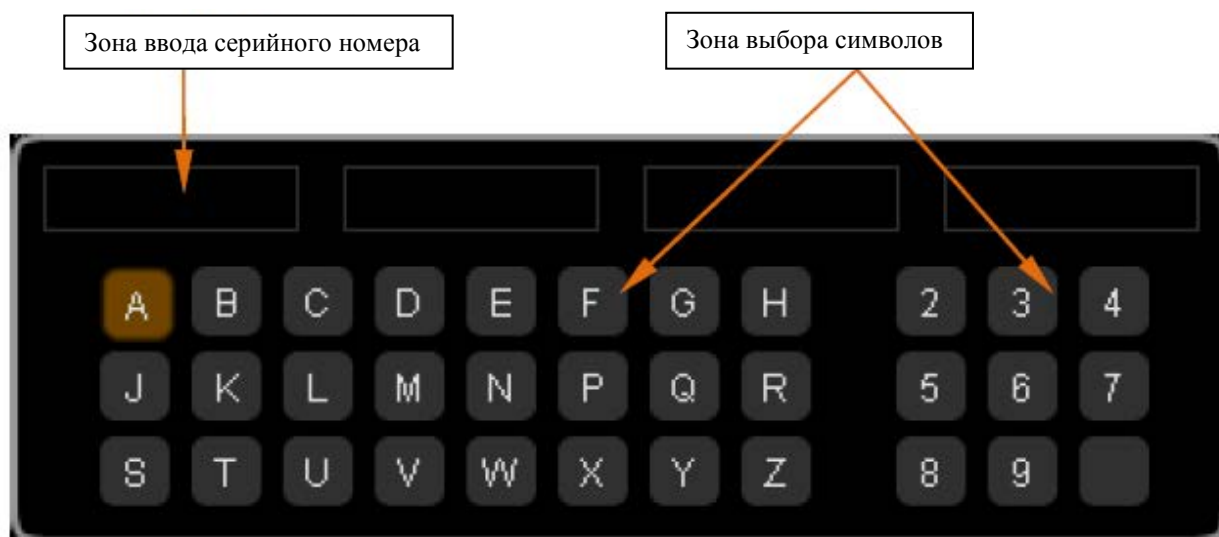 Зона ввода серийного номера
Зона выбора символов
A B C D E F G H 2 3 4
J K L M N P Q R 5 6 7
S T U V W X Y Z 8 9